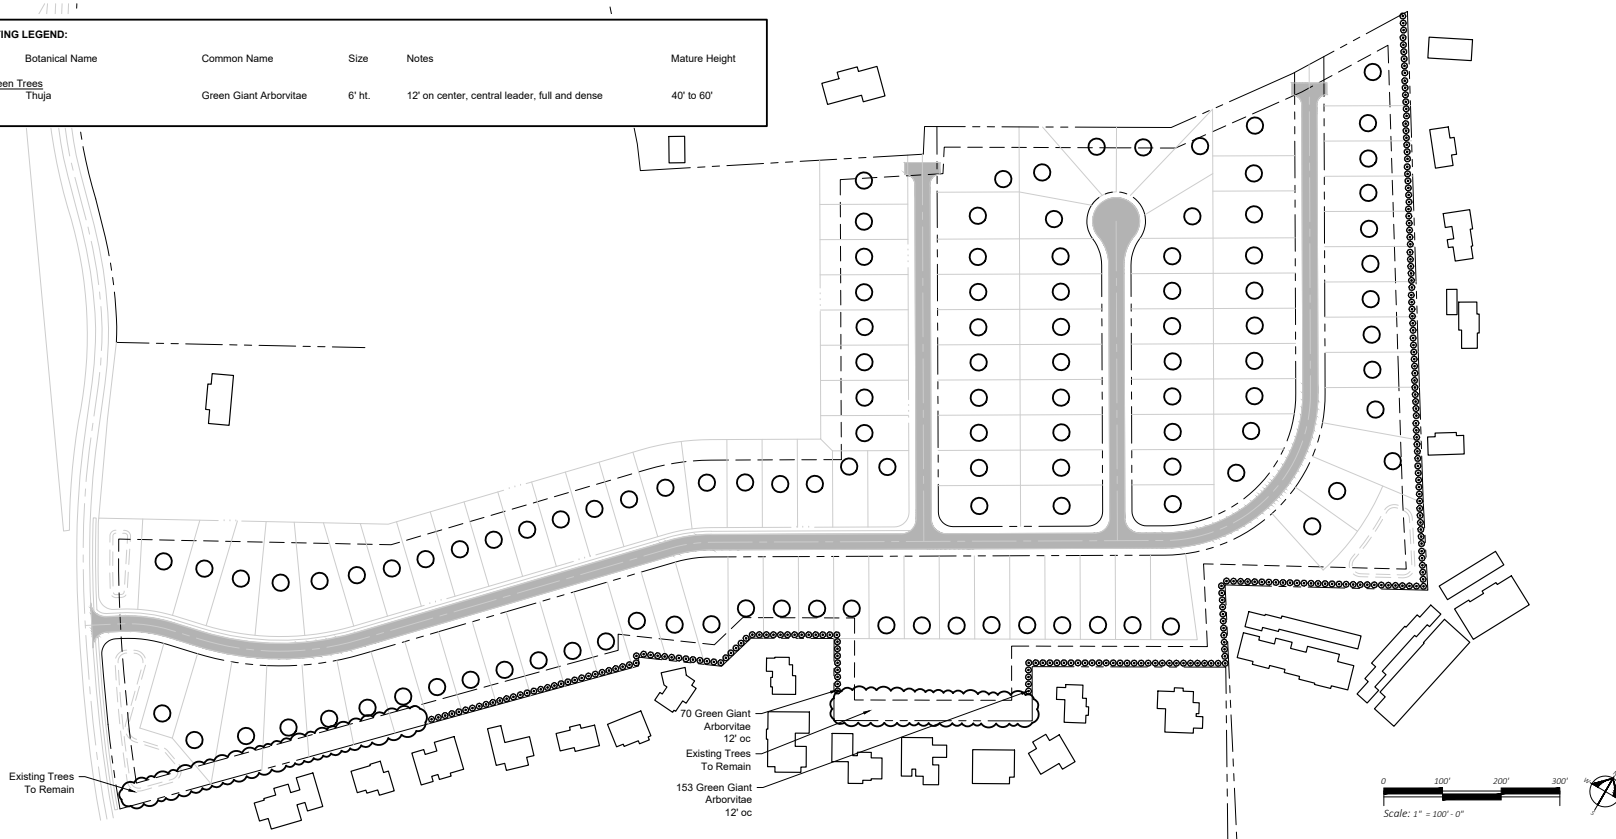 TING LEGEND:
Botanical Name Common Name Size Notes Mature Height
een Trees
Thuja Green Giant Arborvitae 6' ht. 12' on center, central leader, full and dense 40' to 60'
70 Green Giant
Arborvitae
12' oc
Existing Trees
To Remain
153 Green Giant
Arborvitae
12' oc
Existing Trees
To Remain
0 100' 200' 300'
Scale: 1" = 100'-0"